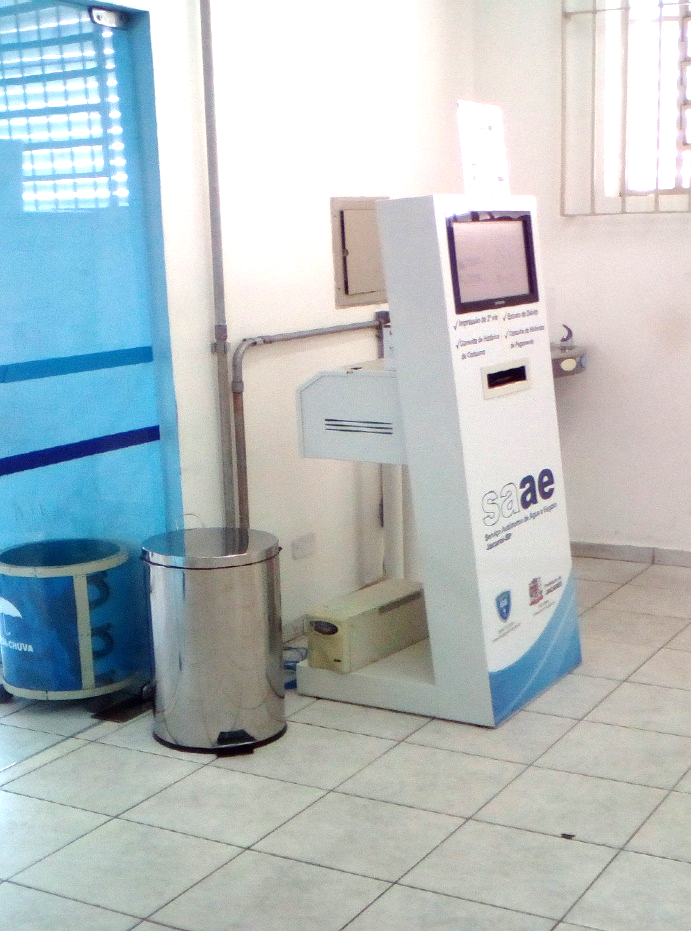 ✓ Impressão de 2ª via
✓ Consulta de Histórico
de Consumo
✓ Extrato de Débito
✓ Consulta de Histórico
de Pagamento
saae
Serviço Autônomo de Água e Esgoto
Jacareí-SP
CHUVA